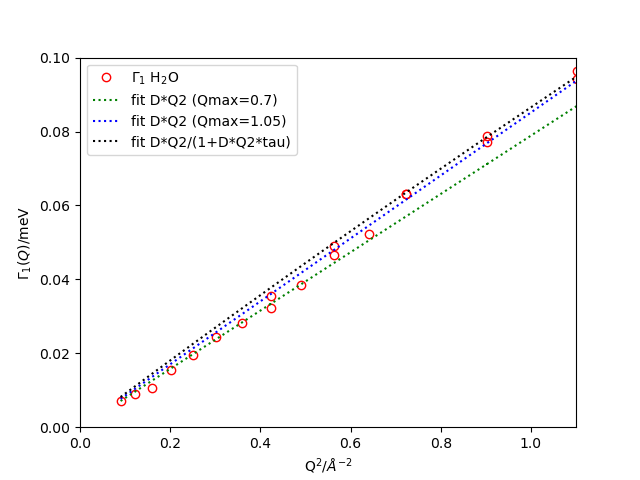 0.10
0.08
0.06
0.04
0.02
0.00
Γ₁(Q)/meV
Γ₁ H₂O
fit D*Q2 (Qmax=0.7)
fit D*Q2 (Qmax=1.05)
fit D*Q2/(1+D*Q2*tau)
0.0 0.2 0.4 0.6 0.8 1.0
Q²/Å⁻²